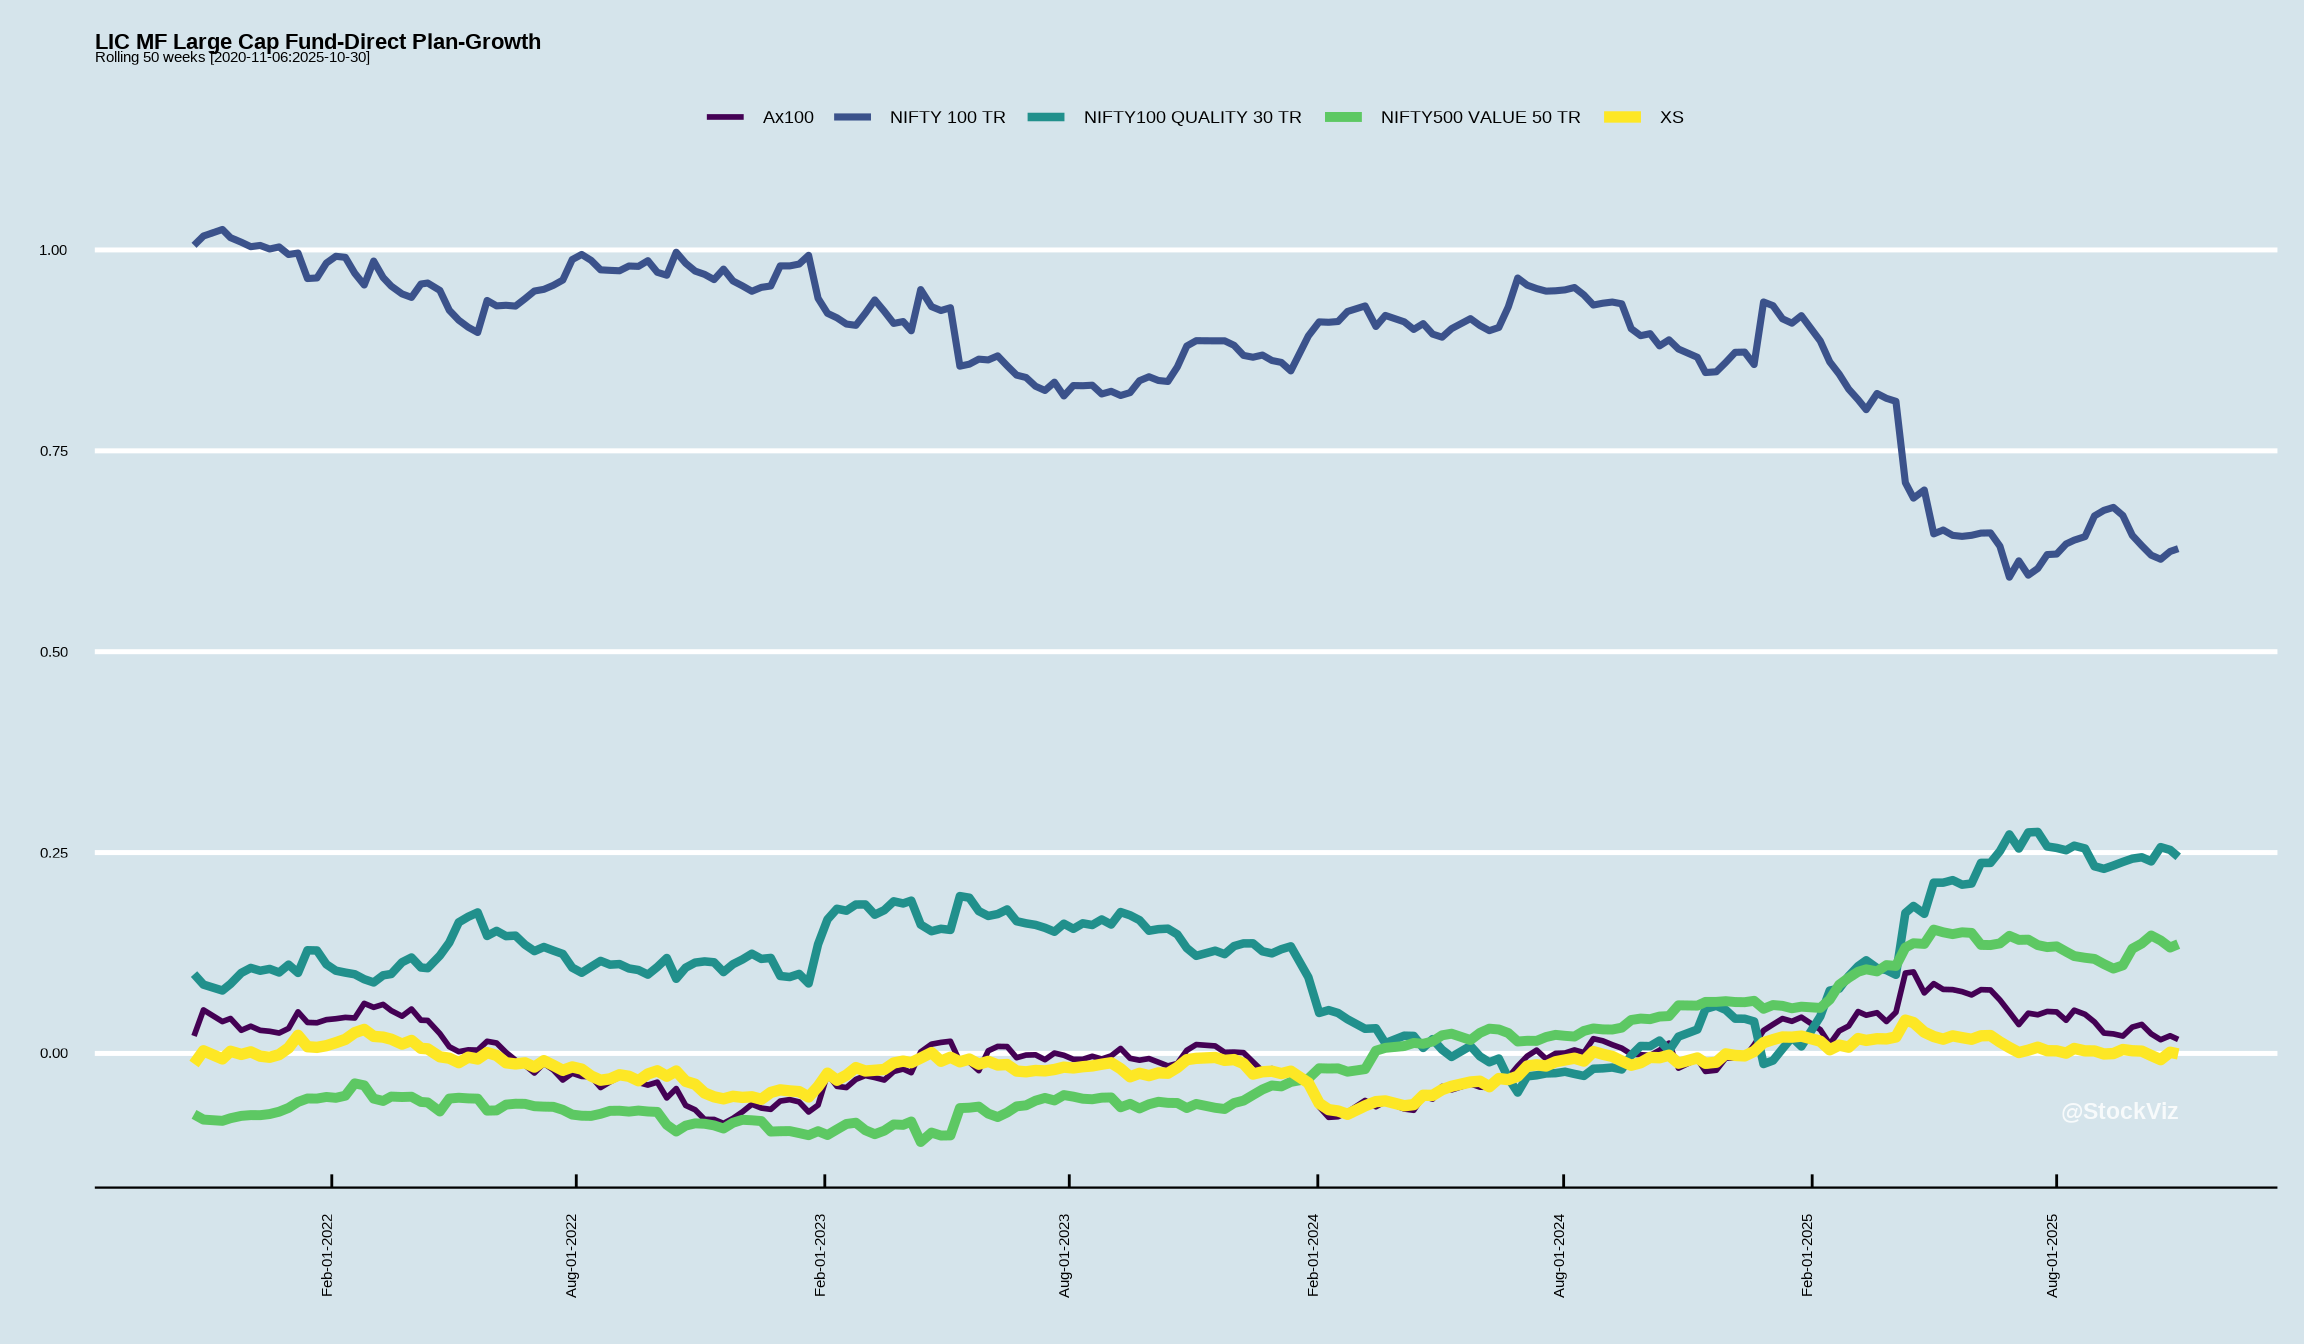 LIC MF Large Cap Fund-Direct Plan-Growth
Rolling 50 weeks [2020-11-06:2025-10-30]
Ax100 NIFTY 100 TR NIFTY100 QUALITY 30 TR NIFTY500 VALUE 50 TR XS
1.00
0.75
0.50
0.25
0.00
@StockViz
Feb-01-2022
Aug-01-2022
Feb-01-2023
Aug-01-2023
Feb-01-2024
Aug-01-2024
Feb-01-2025
Aug-01-2025